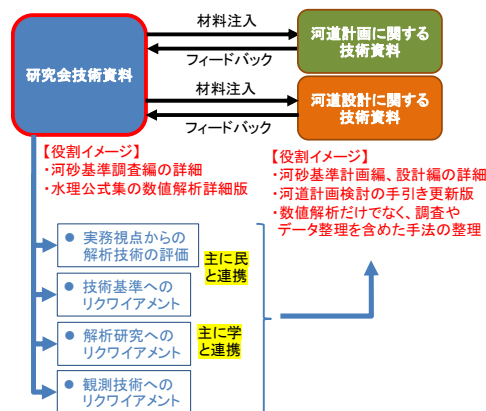 材料注入
フィードバック
研究会技術資料
河道計画に関する
技術資料
材料注入
フィードバック
河道設計に関する
技術資料
【役割イメージ】
・河砂基準調査編の詳細
・水理公式集の数値解析詳細版
【役割イメージ】
・河砂基準計画編、設計編の詳細
・河道計画検討の手引き更新版
・数値解析だけでなく、調査や
データ整理を含めた手法の整理
● 実務視点からの
解析技術の評価
主に民
と連携
● 技術基準への
リクワイアメント
● 解析研究への
リクワイアメント
主に学
と連携
● 観測技術への
リクワイアメント